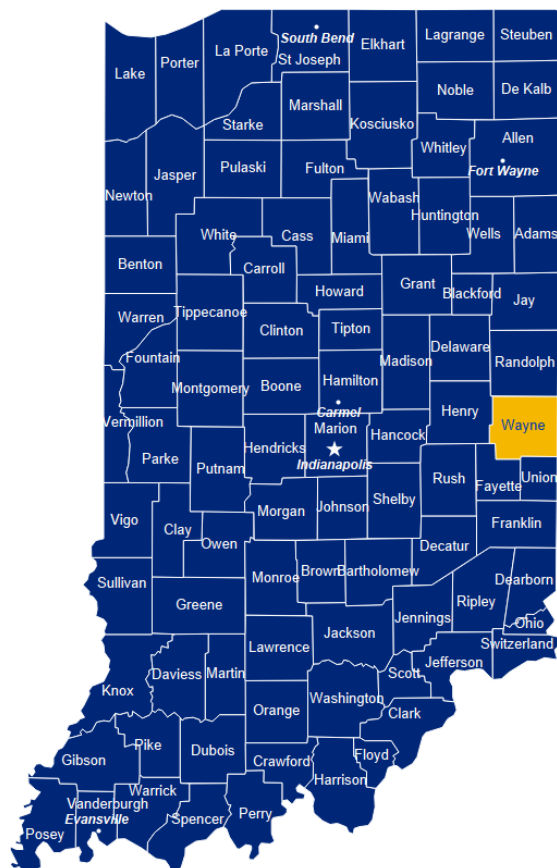 South Bend
Lake
Porter
La Porte
St Joseph
Elkhart
Lagrange
Steuben
Noble
De Kalb
Marshall
Kosciusko
Starke
Allen
Whitley
Fort Wayne
Newton
Jasper
Pulaski
Fulton
Wabash
Huntington
White
Cass
Miami
Wells
Adams
Benton
Carroll
Howard
Grant
Blackford
Jay
Warren
Tippecanoe
Clinton
Tipton
Fountain
Madison
Delaware
Randolph
Montgomery
Boone
Hamilton
Carmel
Vermillion
Marion
Hancock
Henry
Wayne
Parke
Putnam
Hendricks
Indianapolis
Rush
Fayette
Union
Vigo
Clay
Morgan
Johnson
Shelby
Franklin
Owen
Decatur
Sullivan
Monroe
Brown
Bartholomew
Dearborn
Greene
Ripley
Jennings
Ohio
Lawrence
Jackson
Switzerland
Jefferson
Daviess
Martin
Scott
Knox
Orange
Washington
Clark
Pike
Dubois
Gibson
Crawford
Floyd
Harrison
Warrick
Vanderburgh
Evansville
Spencer
Perry
Posey